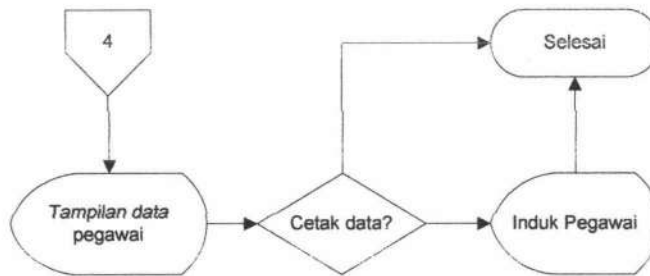 4
Selesai
Tampilan data
pegawai
Cetak data?
Induk Pegawai